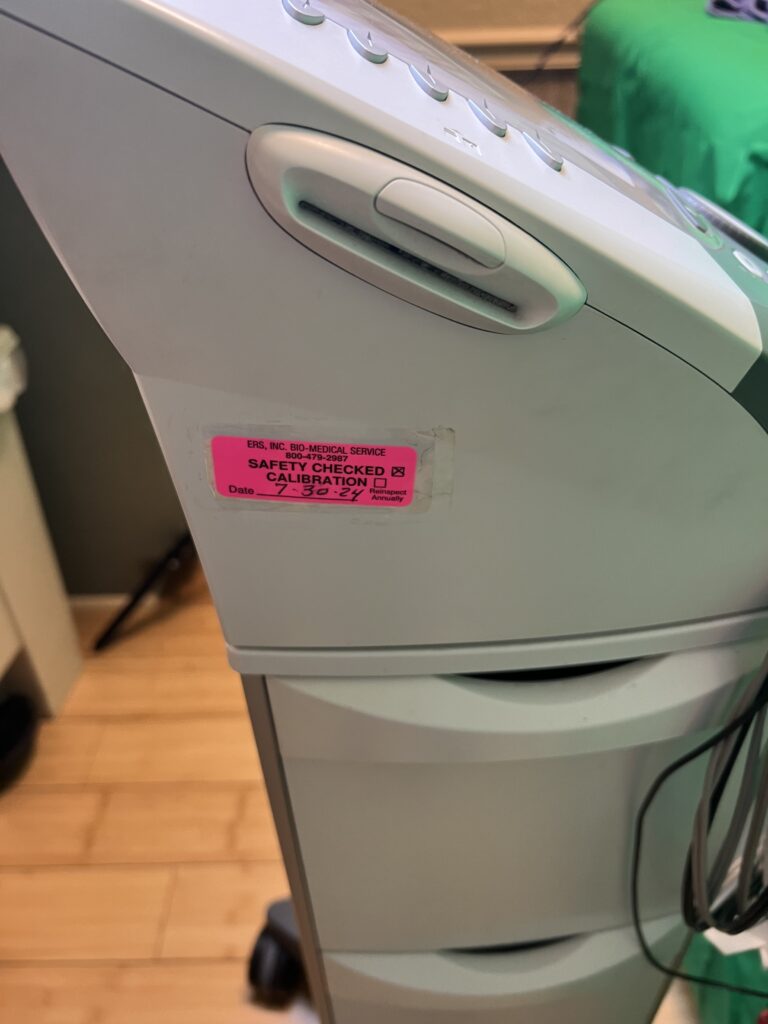 ERS, INC. BIO-MEDICAL SERVICE
800-479-2987
SAFETY CHECKED ☒
CALIBRATION ☐
Date 7-30-24 Reinspect Annually